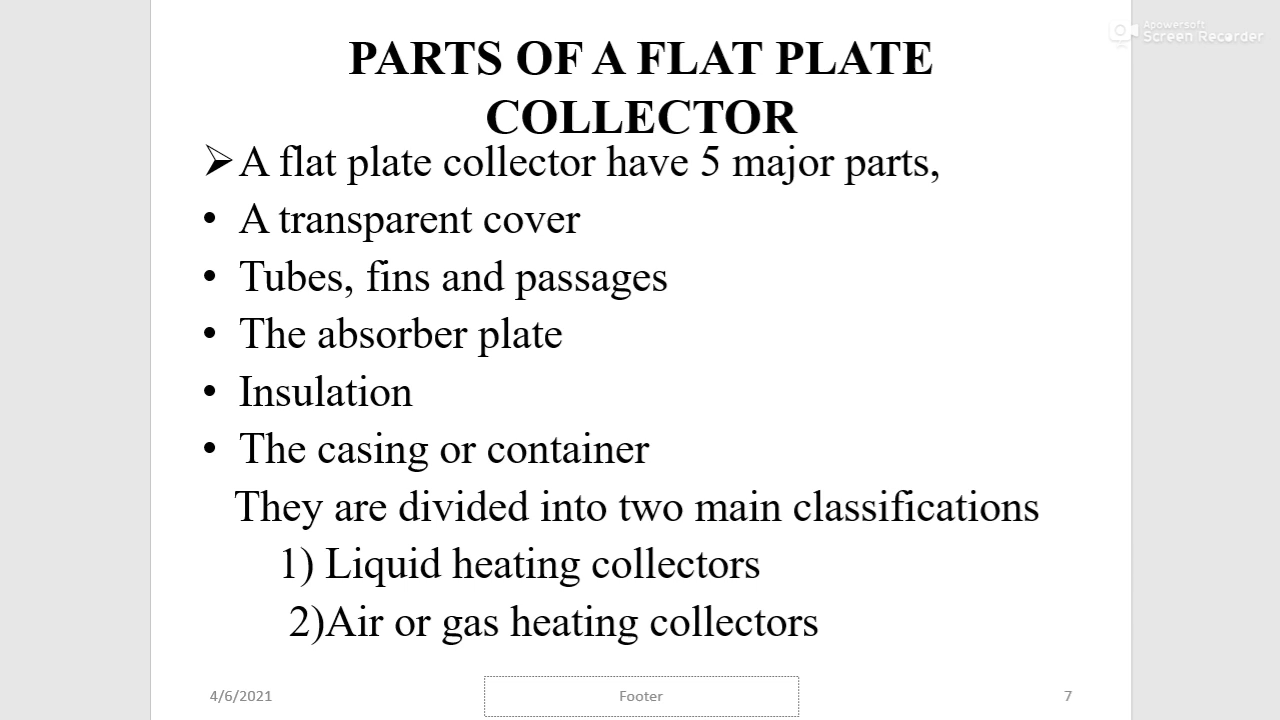 Apowersoft
Screen Recorder
PARTS OF A FLAT PLATE
COLLECTOR
➢A flat plate collector have 5 major parts,
• A transparent cover
• Tubes, fins and passages
• The absorber plate
• Insulation
• The casing or container
They are divided into two main classifications
1) Liquid heating collectors
2)Air or gas heating collectors
4/6/2021
Footer
7